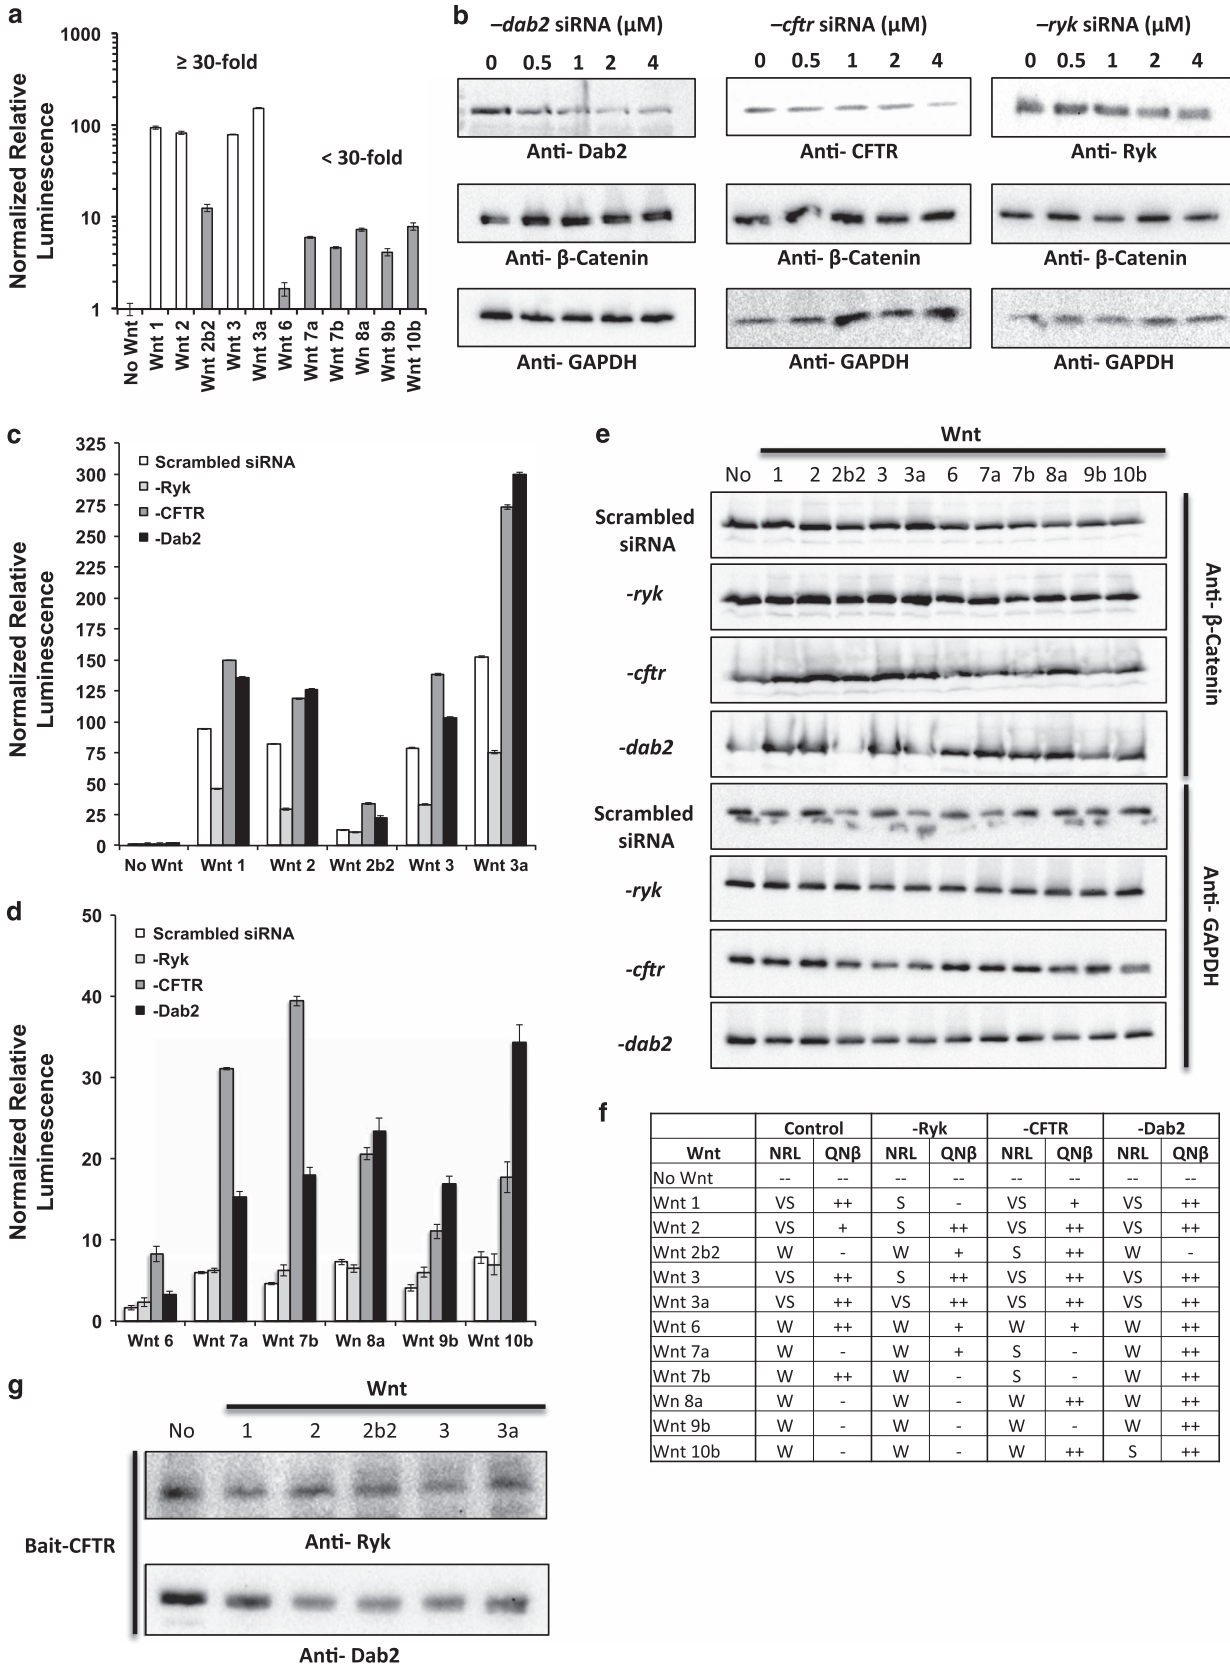 a
Normalized Relative
Luminescence
1000
100
10
1
≥ 30-fold
< 30-fold
No Wnt
Wnt 1
Wnt 2
Wnt 2b2
Wnt 3
Wnt 3a
Wnt 6
Wnt 7a
Wnt 7b
Wn 8a
Wnt 9b
Wnt 10b
b
–dab2 siRNA (μM)
–cftr siRNA (μM)
–ryk siRNA (μM)
0 0.5 1 2 4
0 0.5 1 2 4
0 0.5 1 2 4
Anti- Dab2
Anti- CFTR
Anti- Ryk
Anti- β-Catenin
Anti- β-Catenin
Anti- β-Catenin
Anti- GAPDH
Anti- GAPDH
Anti- GAPDH
c
Normalized Relative
Luminescence
325
300
275
250
225
200
175
150
125
100
75
50
25
0
Scrambled siRNA
-Ryk
-CFTR
-Dab2
No Wnt Wnt 1 Wnt 2 Wnt 2b2 Wnt 3 Wnt 3a
d
Normalized Relative
Luminescence
50
40
30
20
10
0
Scrambled siRNA
-Ryk
-CFTR
-Dab2
Wnt 6 Wnt 7a Wnt 7b Wn 8a Wnt 9b Wnt 10b
e
Wnt
No 1 2 2b2 3 3a 6 7a 7b 8a 9b 10b
Scrambled
siRNA
-ryk
-cftr
-dab2
Scrambled
siRNA
-ryk
-cftr
-dab2
Anti- β-Catenin
Anti- GAPDH
f
Control -Ryk -CFTR -Dab2
Wnt NRL QNβ NRL QNβ NRL QNβ NRL QNβ
No Wnt -- -- -- -- -- -- -- --
Wnt 1 VS ++ S - VS + VS ++
Wnt 2 VS + S ++ VS ++ VS ++
Wnt 2b2 W - W + S ++ W -
Wnt 3 VS ++ S ++ VS ++ VS ++
Wnt 3a VS ++ VS ++ VS ++ VS ++
Wnt 6 W ++ W + W + W ++
Wnt 7a W - W + S - W ++
Wnt 7b W ++ W - S - W ++
Wn 8a W - W - W ++ W ++
Wnt 9b W - W - W - W ++
Wnt 10b W - W - W ++ S ++
g
Wnt
No 1 2 2b2 3 3a
Bait-CFTR
Anti- Ryk
Anti- Dab2